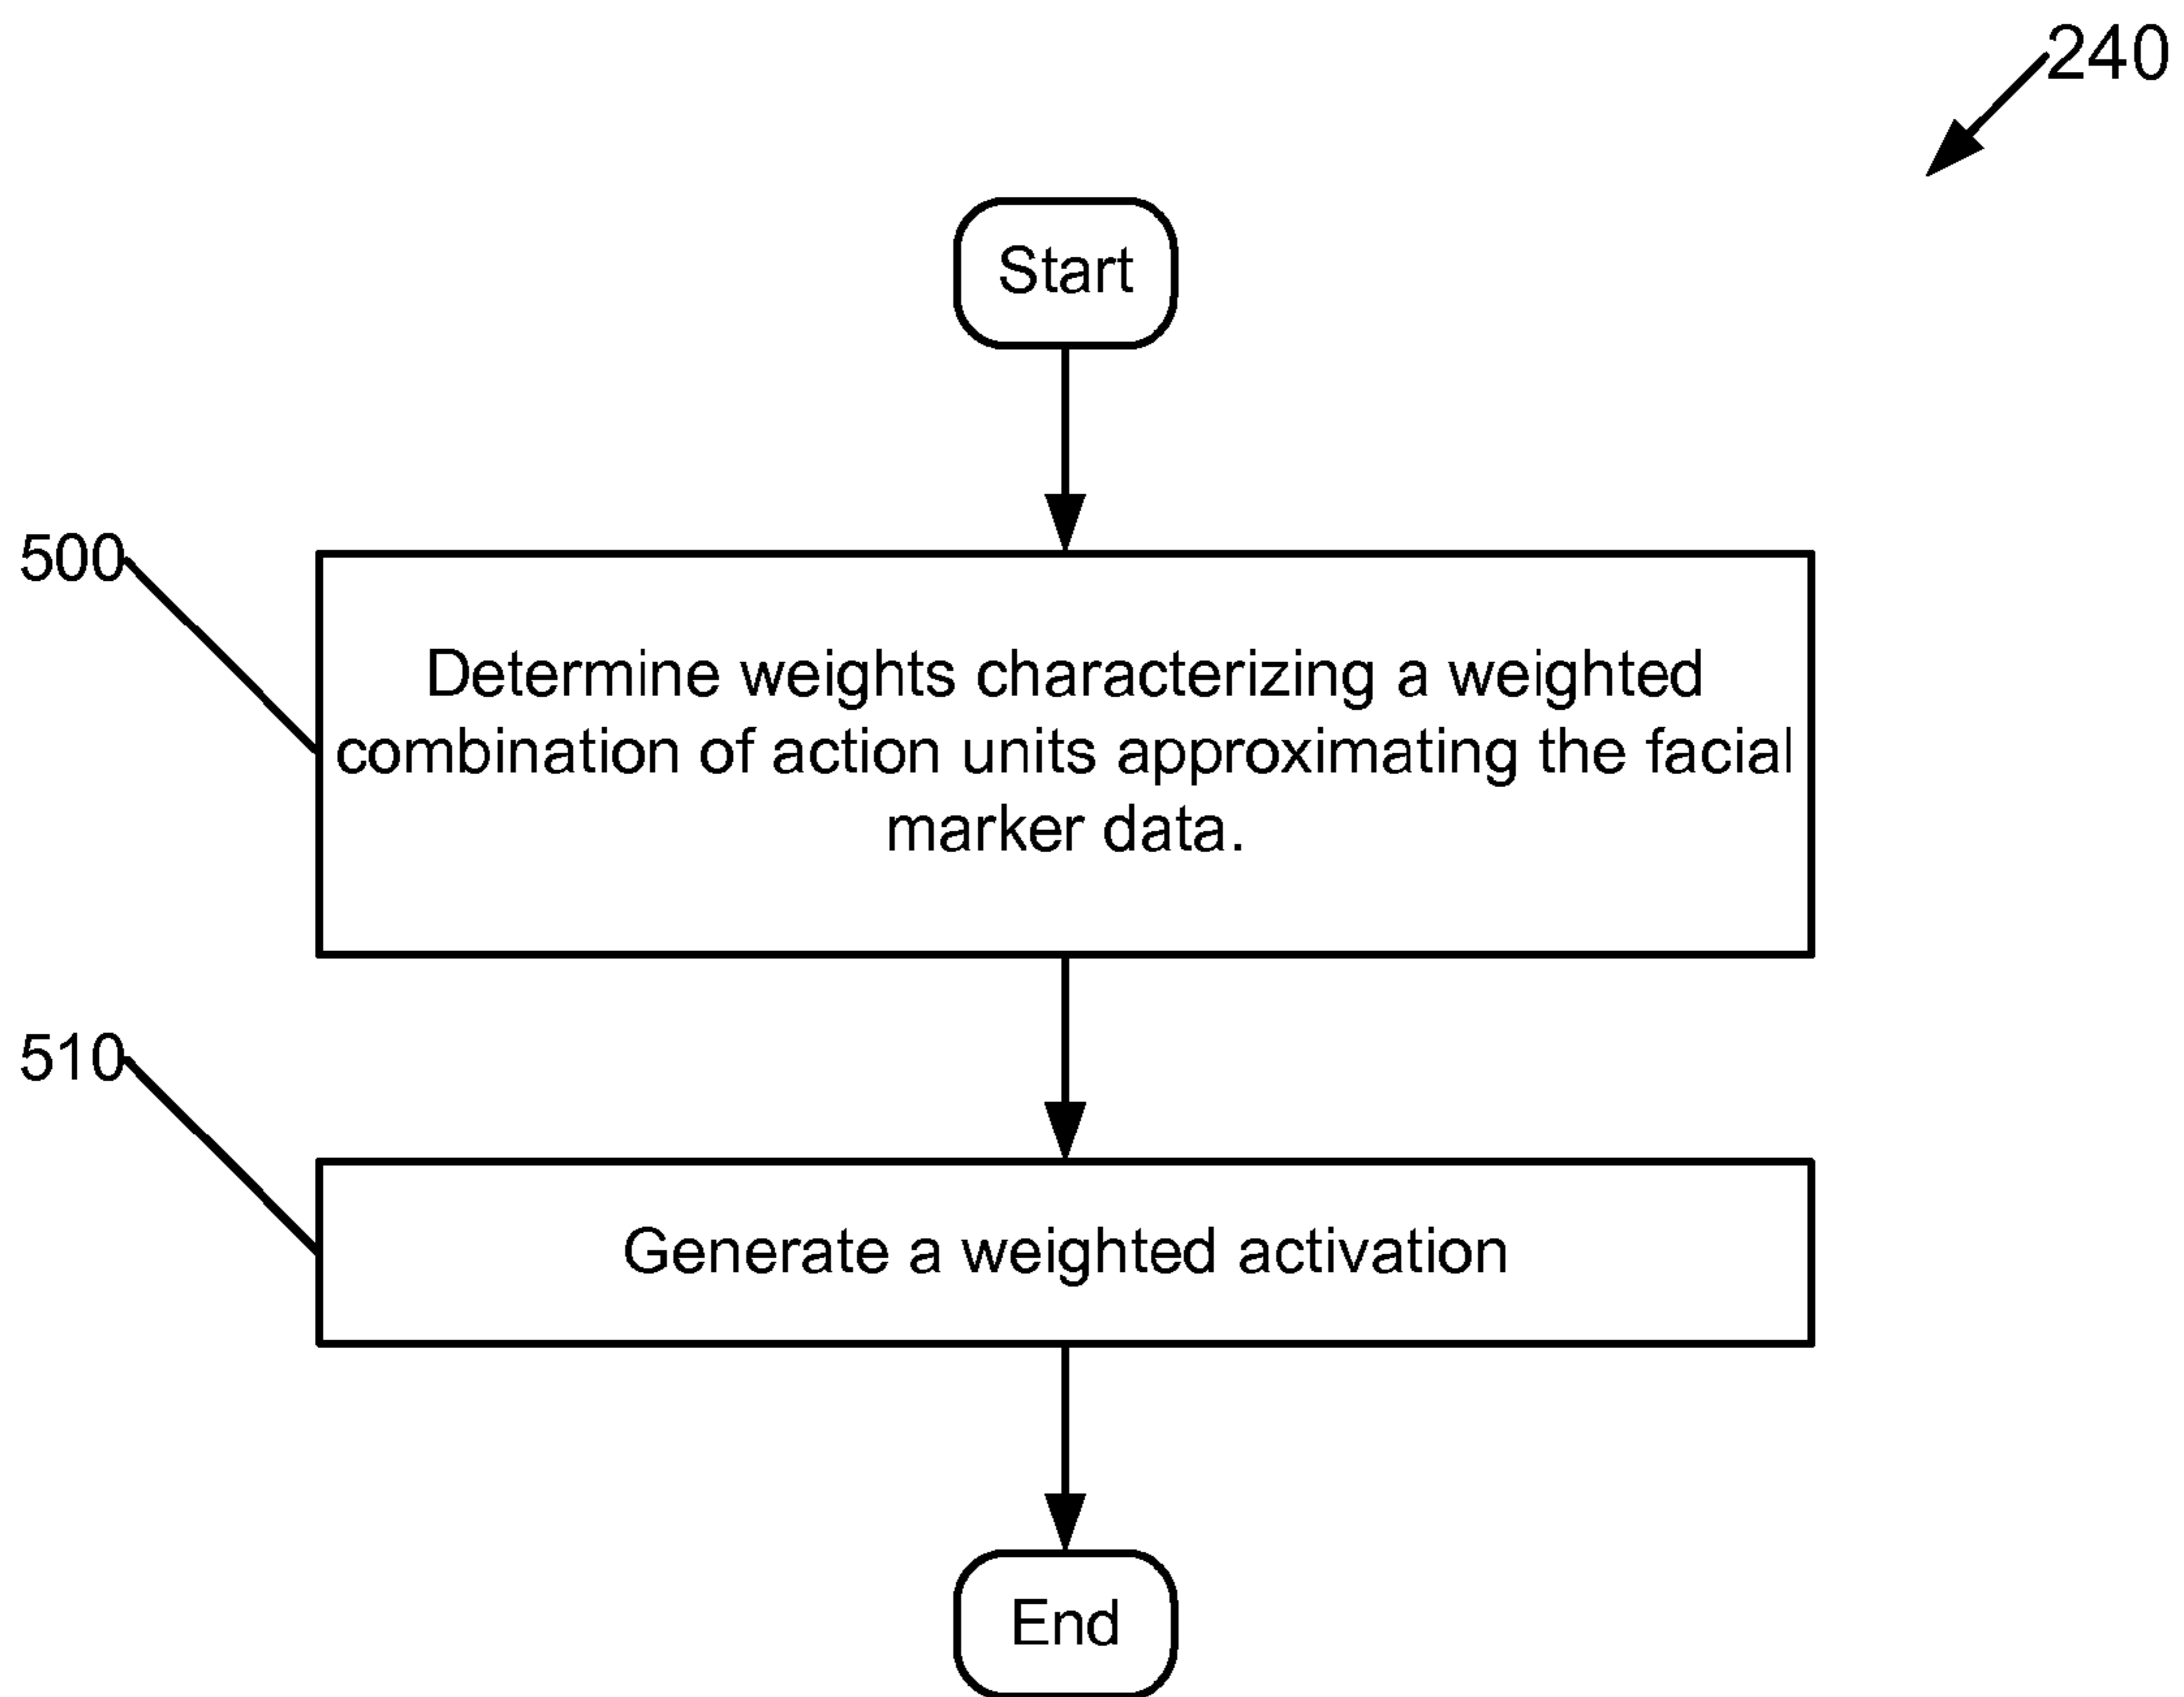 240
Start
500
Determine weights characterizing a weighted
combination of action units approximating the facial
marker data.
510
Generate a weighted activation
End